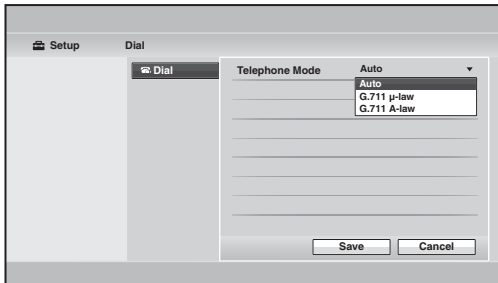 Setup Dial
Dial
Telephone Mode Auto
Auto
G.711 μ-law
G.711 A-law
Save Cancel